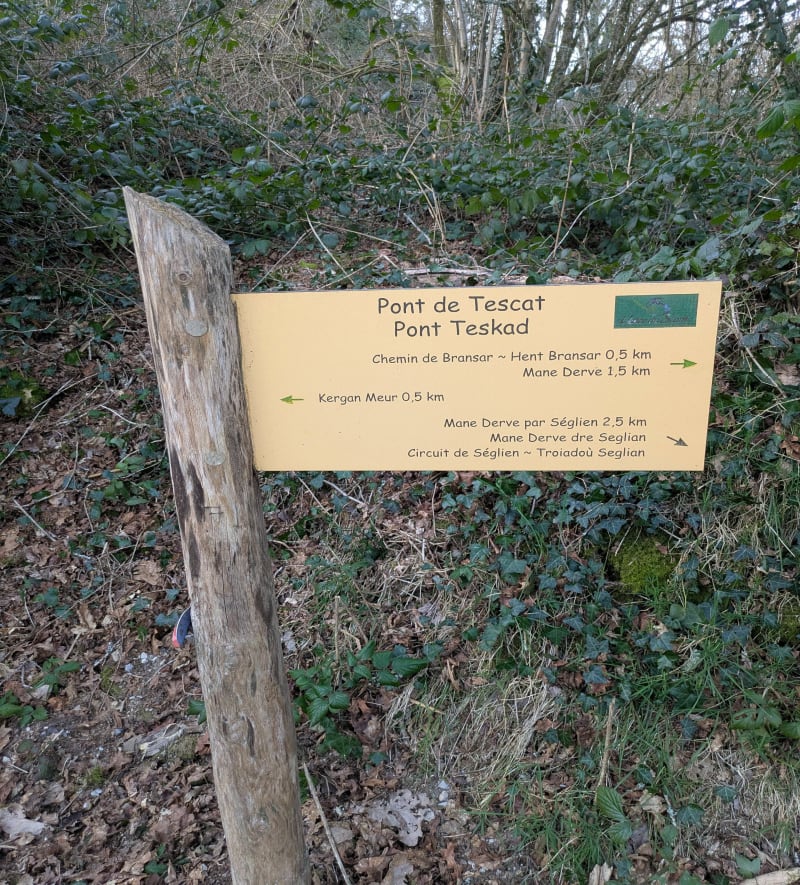 Pont de Tescat
Pont Teskad
Chemin de Bransar ~ Hent Bransar 0,5 km
Mane Derve 1,5 km
Kergan Meur 0,5 km
Mane Derve par Séglien 2,5 km
Mane Derve dre Seglian
Circuit de Séglien ~ Troiadoù Seglian